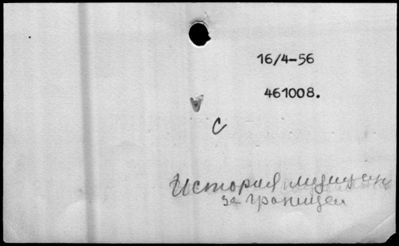 16/4-56
461008.
С
История медицины
за границей